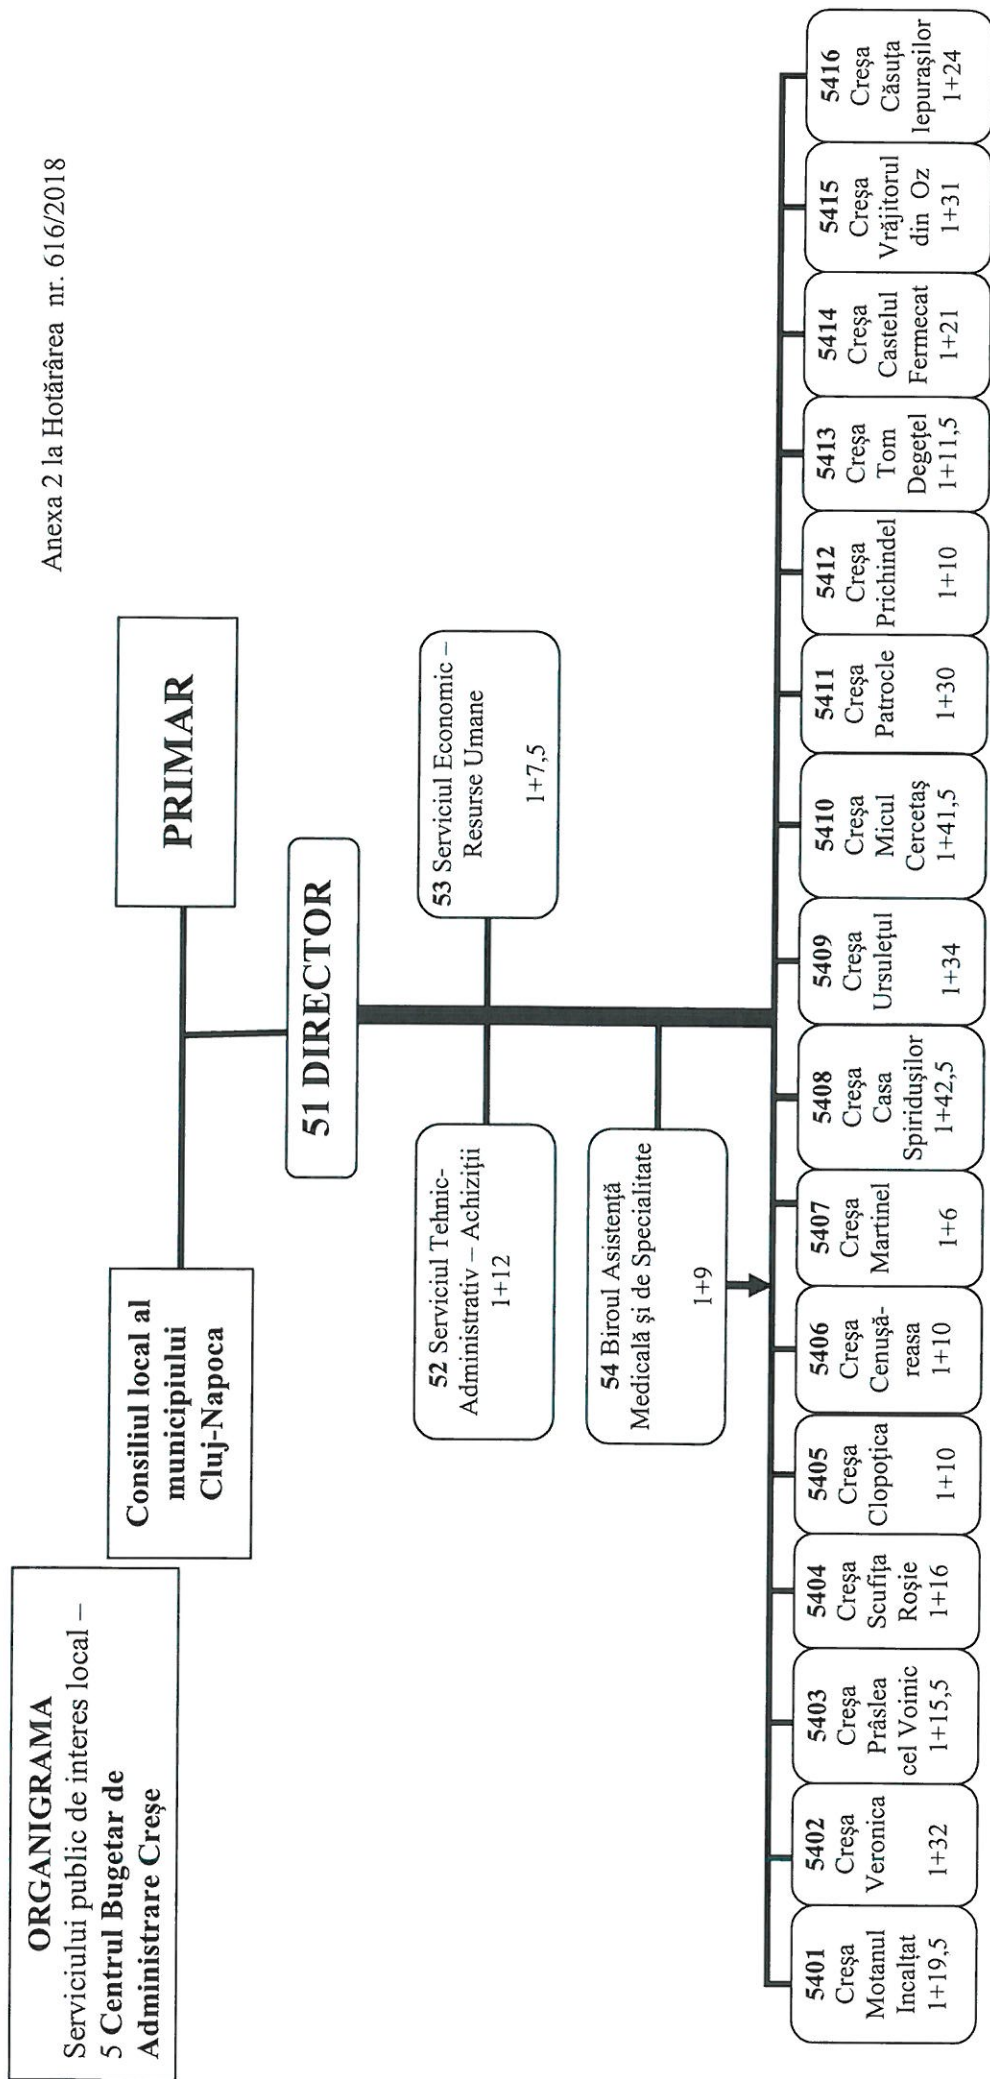 Anexa 2 la Hotărârea nr. 616/2018
ORGANIGRAMA
Serviciului public de interes local –
5 Centrul Bugetar de
Administrare Creșe
Consiliul local al
municipiului
Cluj-Napoca
PRIMAR
51 DIRECTOR
52 Serviciul Tehnic-
Administrativ – Achiziții
1+12
53 Serviciul Economic –
Resurse Umane
1+7,5
54 Biroul Asistență
Medicală și de Specialitate
1+9
5401
Creșa
Motanul
Incalțat
1+19,5
5402
Creșa
Veronica
1+32
5403
Creșa
Prâslea
cel Voinic
1+15,5
5404
Creșa
Scufița
Roșie
1+16
5405
Creșa
Clopoțica
1+10
5406
Creșa
Cenușă-
reasa
1+10
5407
Creșa
Martinel
1+6
5408
Creșa
Casa
Spiridușilor
1+42,5
5409
Creșa
Ursulețul
1+34
5410
Creșa
Micul
Cercetaș
1+41,5
5411
Creșa
Patrocle
1+30
5412
Creșa
Prichindel
1+10
5413
Creșa
Tom
Degețel
1+11,5
5414
Creșa
Castelul
Fermecat
1+21
5415
Creșa
Vrăjitorul
din Oz
1+31
5416
Creșa
Căsuța
Iepurașilor
1+24